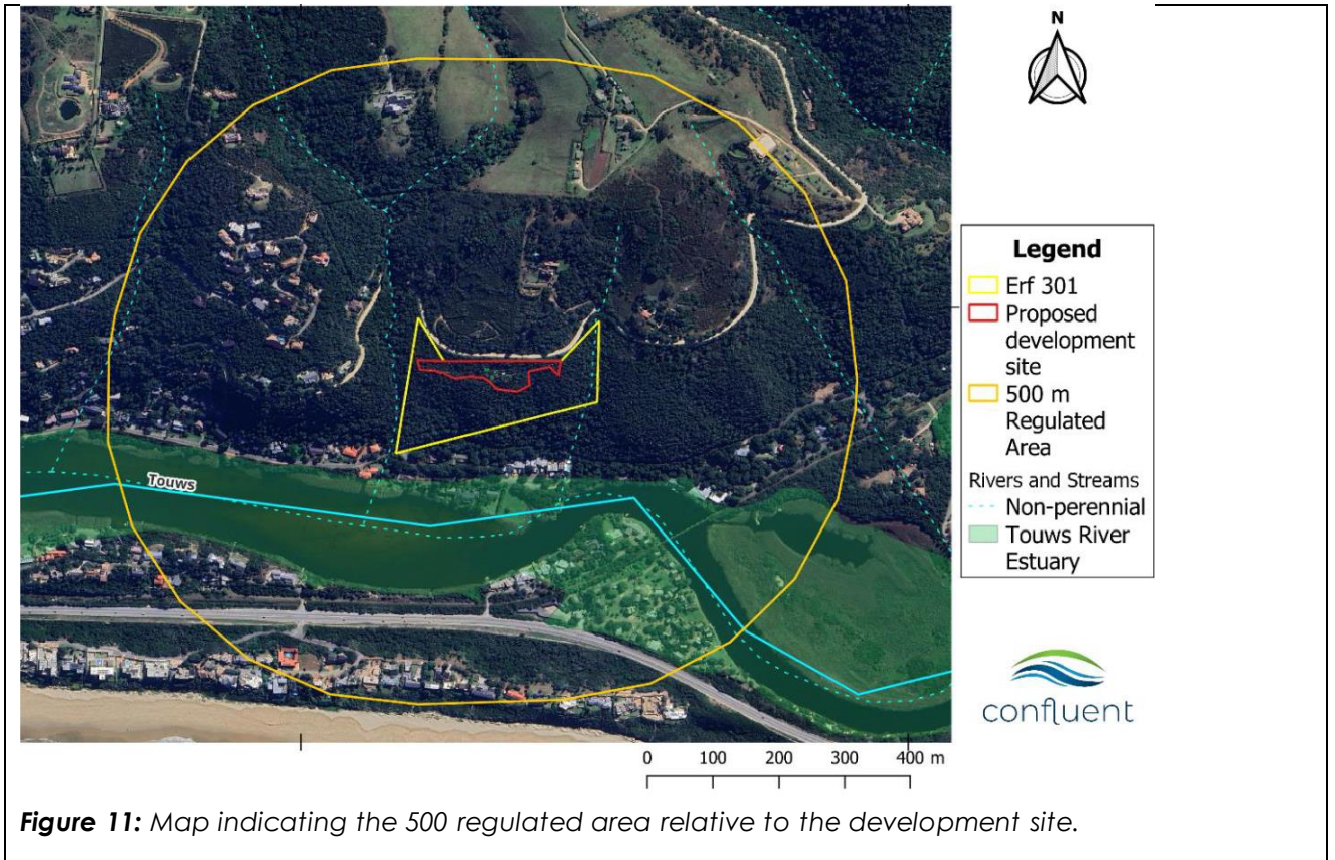 N
Touws
Legend
Erf 301
Proposed
development
site
500 m
Regulated
Area
Rivers and Streams
Non-perennial
Touws River
Estuary
confluent
0 100 200 300 400 m
Figure 11: Map indicating the 500 regulated area relative to the development site.